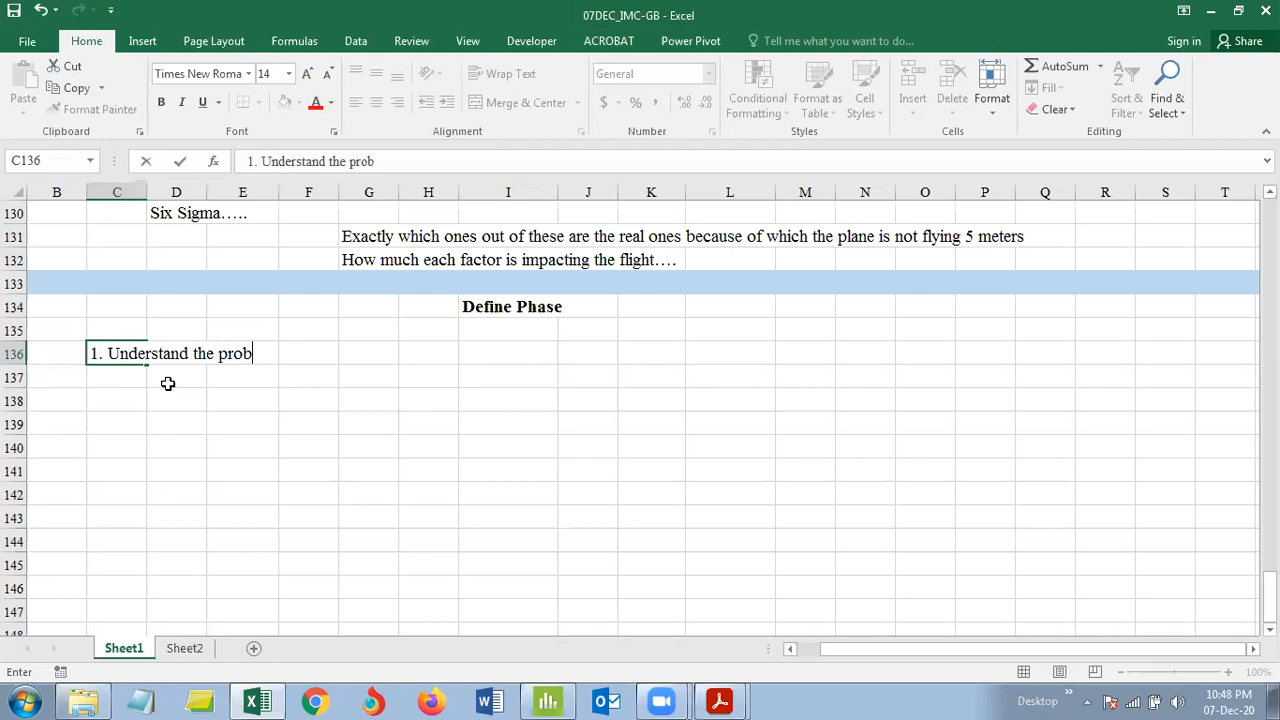 07DEC_IMC-GB - Excel
File Home Insert Page Layout Formulas Data Review View Developer ACROBAT Power Pivot Tell me what you want to do... Sign in Share
Cut
Copy
Format Painter
Paste
Times New Roma 14
B I U
Wrap Text
Merge & Center
General
$ % ,
Conditional Formatting
Format as Table
Cell Styles
Insert Delete Format
AutoSum
Fill
Clear
Sort & Filter
Find & Select
Clipboard Font Alignment Number Styles Cells Editing
C136 fx 1. Understand the prob
B C D E F G H I J K L M N O P Q R S T
130 Six Sigma…..
131 Exactly which ones out of these are the real ones because of which the plane is not flying 5 meters
132 How much each factor is impacting the flight….
133
134 Define Phase
135
136 1. Understand the prob
137
138
139
140
141
142
143
144
145
146
147
148
Sheet1 Sheet2
Enter 100%
Desktop 10:48 PM
07-Dec-20